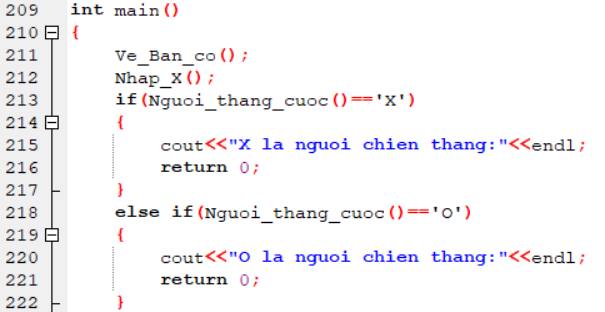 209 int main()
210 {
211     Ve_Ban_co();
212     Nhap_X();
213     if(Nguoi_thang_cuoc()=='X')
214     {
215         cout<<"X la nguoi chien thang:"<<endl;
216         return 0;
217     }
218     else if(Nguoi_thang_cuoc()=='O')
219     {
220         cout<<"O la nguoi chien thang:"<<endl;
221         return 0;
222     }